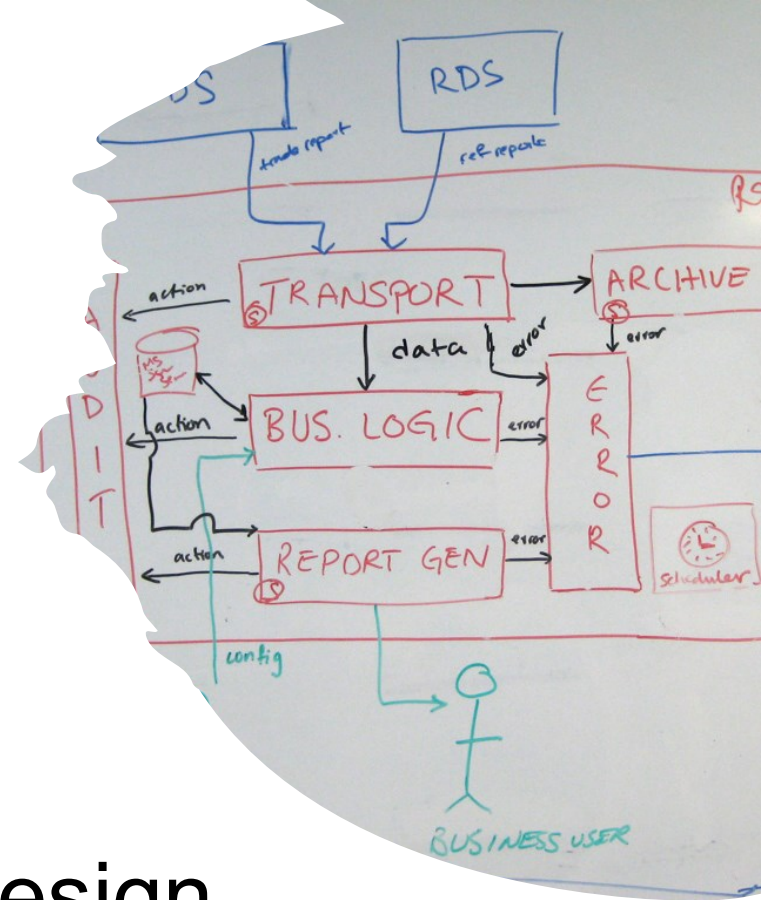 RDS
trade report
ref reports
TRANSPORT
S
action
ARCHIVE
S
data
error
error
MS
BUS. LOGIC
action
error
D
I
T
E
R
R
O
R
REPORT GEN
S
action
error
scheduler
config
BUSINESS USER
esign